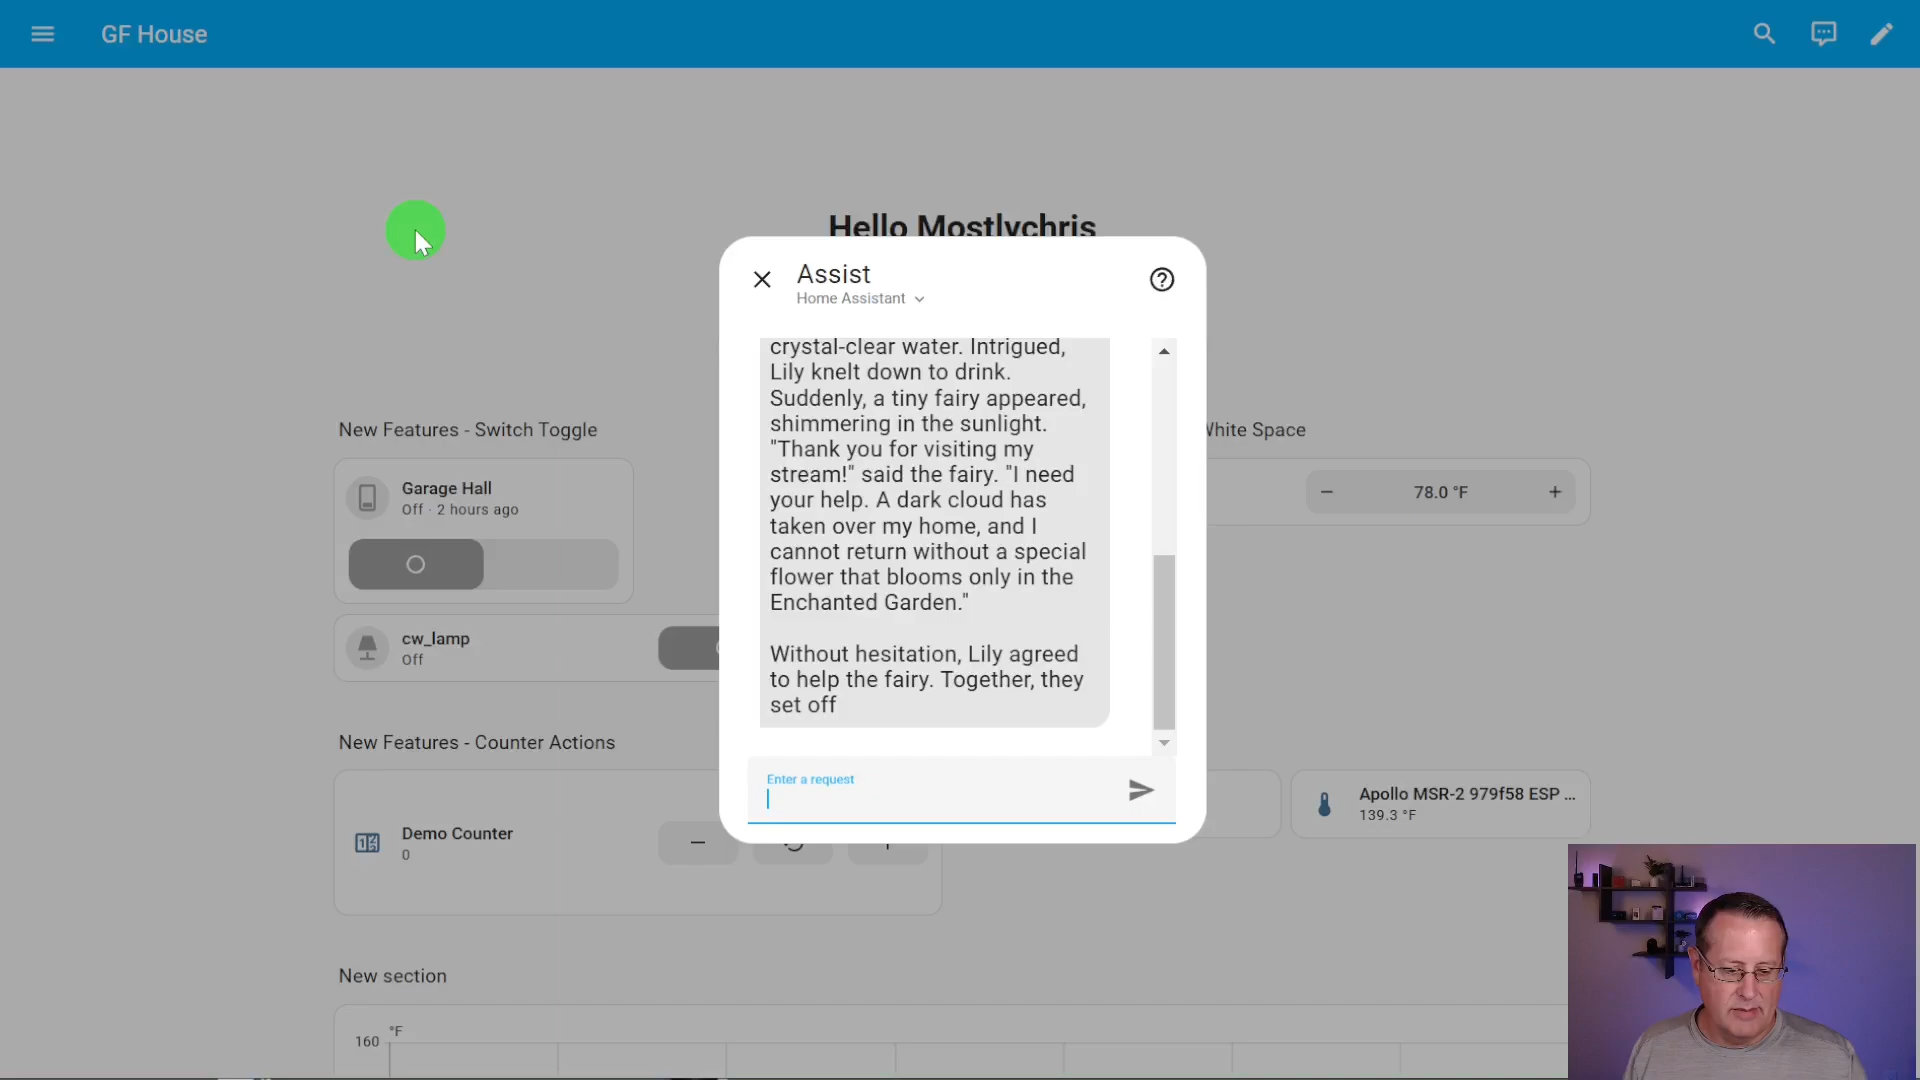 GF House
Hello Mostlychris
Assist
Home Assistant
crystal-clear water. Intrigued,
Lily knelt down to drink.
Suddenly, a tiny fairy appeared,
shimmering in the sunlight.
"Thank you for visiting my
stream!" said the fairy. "I need
your help. A dark cloud has
taken over my home, and I
cannot return without a special
flower that blooms only in the
Enchanted Garden."
Without hesitation, Lily agreed
to help the fairy. Together, they
set off
Enter a request
New Features - Switch Toggle
Garage Hall
Off · 2 hours ago
cw_lamp
Off
White Space
78.0 °F
New Features - Counter Actions
Demo Counter
0
Apollo MSR-2 979f58 ESP ...
139.3 °F
New section
°F
160